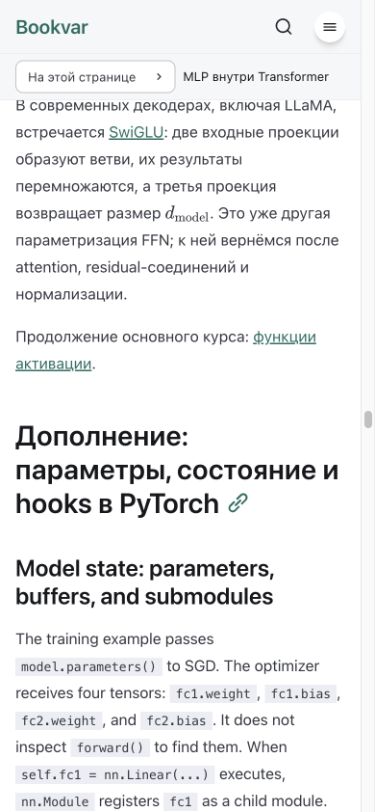 Bookvar
На этой странице
MLP внутри Transformer
В современных декодерах, включая LLaMA,
встречается SwiGLU: две входные проекции
образуют ветви, их результаты
перемножаются, а третья проекция
возвращает размер d_model. Это уже другая
параметризация FFN; к ней вернёмся после
attention, residual-соединений и
нормализации.
Продолжение основного курса: функции
активации.
Дополнение:
параметры, состояние и
hooks в PyTorch
Model state: parameters,
buffers, and submodules
The training example passes
model.parameters() to SGD. The optimizer
receives four tensors: fc1.weight, fc1.bias,
fc2.weight, and fc2.bias. It does not
inspect forward() to find them. When
self.fc1 = nn.Linear(...) executes,
nn.Module registers fc1 as a child module.